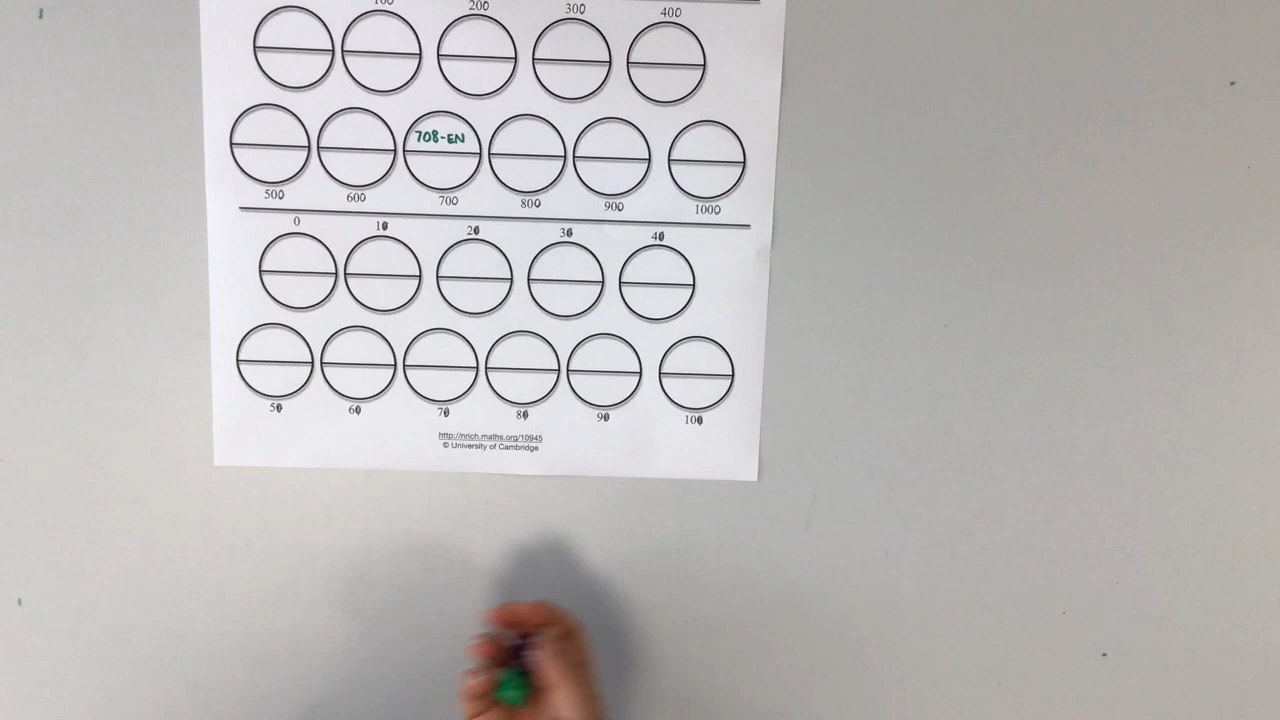 100 200 300 400
708-EN
500 600 700 800 900 1000
0 10 20 30 40
50 60 70 80 90 100
http://nrich.maths.org/10945
© University of Cambridge